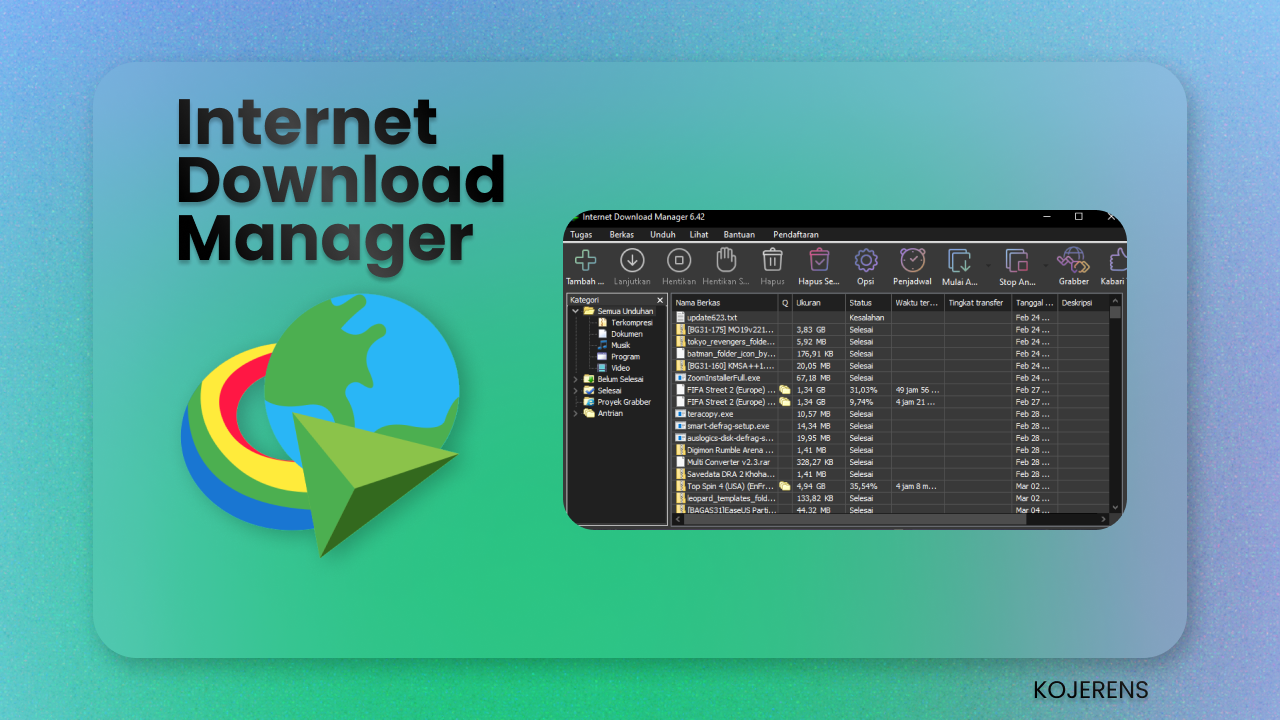 Internet
Download
Manager
Internet Download Manager 6.42
Tugas Berkas Unduh Lihat Bantuan Pendaftaran
Tambah ... Lanjutkan Hentikan Hentikan S... Hapus Hapus Se... Opsi Penjadwal Mulai A... Stop An... Grabber Kabari
Kategori
Semua Unduhan
Terkompresi
Dokumen
Musik
Program
Video
Belum Selesai
Selesai
Proyek Grabber
Antrian
Nama Berkas Q Ukuran Status Waktu ter... Tingkat transfer Tanggal ... Deskripsi
update623.txt Kesalahan Feb 24 ...
[BG31-175] MO19v221... 3,83 GB Selesai Feb 24 ...
tokyo_revengers_folde... 5,92 MB Selesai Feb 24 ...
batman_folder_icon_by... 176,91 KB Selesai Feb 24 ...
[BG31-160] KMSA++1.... 20,05 MB Selesai Feb 24 ...
ZoomInstallerFull.exe 67,18 MB Selesai Feb 24 ...
FIFA Street 2 (Europe) ... 1,34 GB 31,03% 49 jam 56 ... Feb 27 ...
FIFA Street 2 (Europe) ... 1,34 GB 9,74% 4 jam 21 ... Feb 27 ...
teracopy.exe 10,57 MB Selesai Feb 28 ...
smart-defrag-setup.exe 14,34 MB Selesai Feb 28 ...
auslogics-disk-defrag-s... 19,95 MB Selesai Feb 28 ...
Digimon Rumble Arena ... 1,41 MB Selesai Feb 28 ...
Multi Converter v2.3.rar 328,27 KB Selesai Feb 28 ...
Savedata DRA 2 Khoha... 1,41 MB Selesai Feb 28 ...
Top Spin 4 (USA) (EnFr... 4,94 GB 35,54% 4 jam 8 m... Mar 02 ...
leopard_templates_fold... 133,82 KB Selesai Mar 02 ...
[BAGAS31]EaseUS Parti... 44,32 MB Selesai Mar 04 ...
KOJERENS